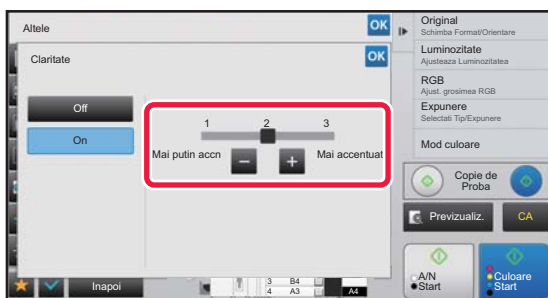 Altele
OK
Claritate
OK
Off
On
1 2 3
Mai putin accn
Mai accentuat
Original
Schimba Format/Orientare
Luminozitate
Ajusteaza Luminozitatea
RGB
Ajust. grosimea RGB
Expunere
Selectati Tip/Expunere
Mod culoare
Copie de
Proba
Previzualiz.
CA
A/N
Start
Culoare
Start
Inapoi
3 B4
4 A3
A4